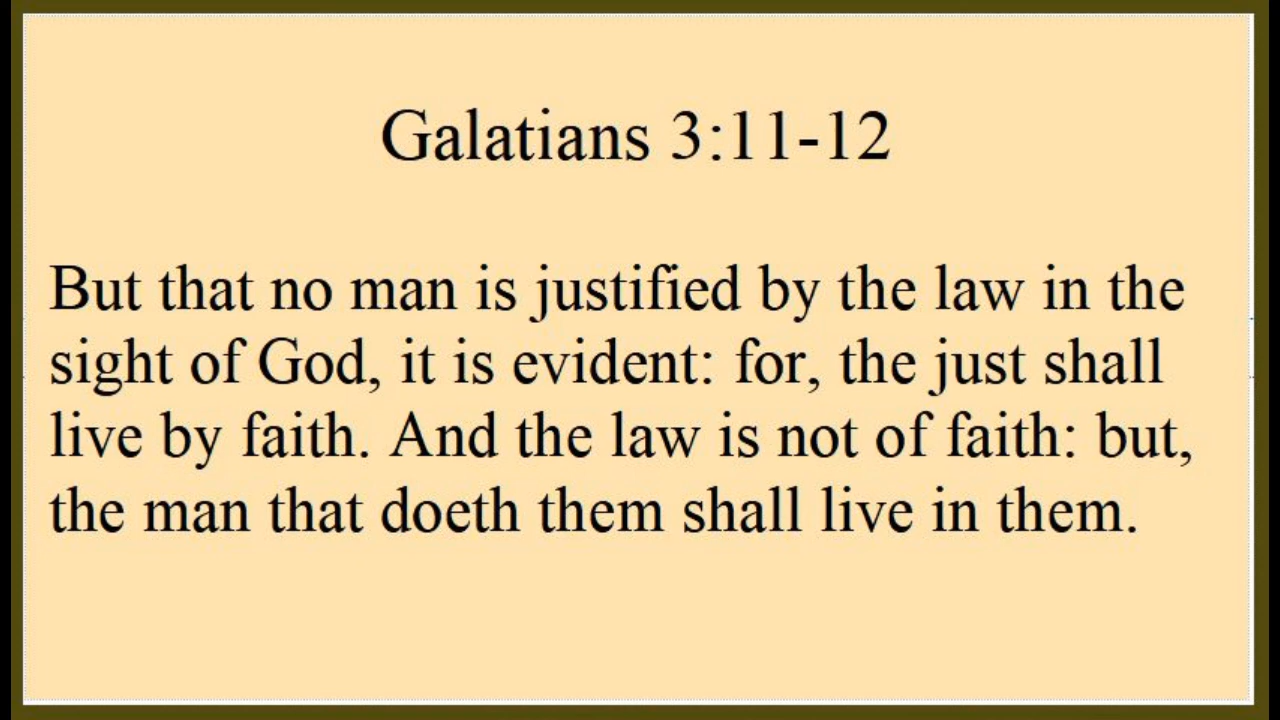 Galatians 3:11-12
But that no man is justified by the law in the
sight of God, it is evident: for, the just shall
live by faith. And the law is not of faith: but,
the man that doeth them shall live in them.